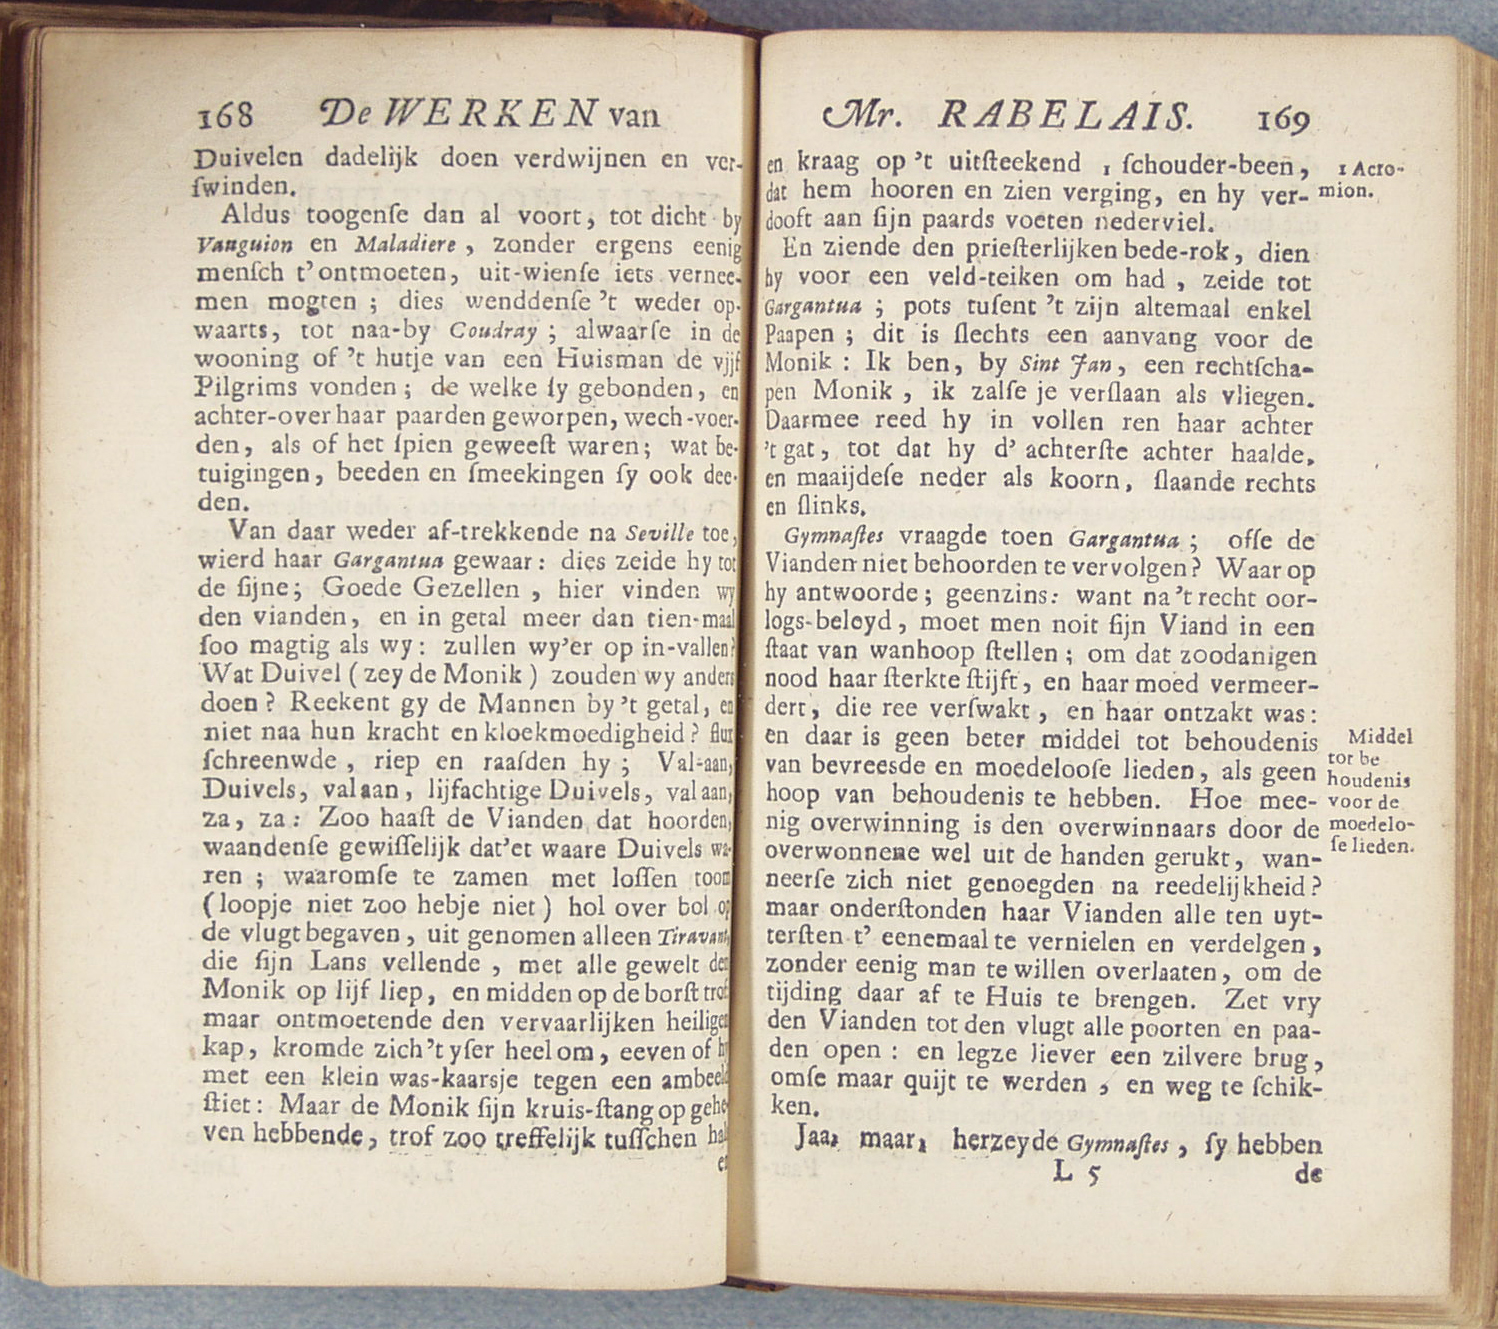 168 De WERKEN van
Duivelen dadelijk doen verdwijnen en ver-
ſwinden.
Aldus toogenſe dan al voort, tot dicht by
Vauguion en Maladiere, zonder ergens eenig
menſch t'ontmoeten, uit-wienſe iets vernee-
men mogten; dies wenddenſe 't weder op-
waarts, tot naa-by Coudray; alwaarſe in de
wooning of 't hutje van een Huisman de vijf
Pilgrims vonden; de welke ſy gebonden, en
achter-over haar paarden geworpen, wech-voer-
den, als of het ſpien geweeſt waren; wat be-
tuigingen, beeden en ſmeekingen ſy ook dee-
den.
Van daar weder af-trekkende na Seville toe,
wierd haar Gargantua gewaar: dies zeide hy tot
de ſijne; Goede Gezellen, hier vinden wy
den vianden, en in getal meer dan tien-maal
ſoo magtig als wy: zullen wy'er op in-vallen?
Wat Duivel (zey de Monik) zouden wy anders
doen? Reekent gy de Mannen by 't getal, en
niet naa hun kracht en kloekmoedigheid? flux
ſchreenwde, riep en raaſden hy; Val-aan,
Duivels, val aan, lijfachtige Duivels, val aan,
za, za: Zoo haaſt de Vianden dat hoorden,
waandenſe gewiſſelijk dat'et waare Duivels wa-
ren; waaromſe te zamen met loſſen toom
(loopje niet zoo hebje niet) hol over bol op
de vlugt begaven, uit genomen alleen Tiravant,
die ſijn Lans vellende, met alle gewelt den
Monik op lijf liep, en midden op de borſt trof:
maar ontmoetende den vervaarlijken heiligen
kap, kromde zich 't yſer heel om, eeven of hy
met een klein was-kaarsje tegen een ambeeld
ſtiet: Maar de Monik ſijn kruis-ſtang op gehe-
ven hebbende, trof zoo treffelijk tuſſchen hals
en
Mr. RABELAIS. 169
en kraag op 't uitſteekend 1 ſchouder-been,
dat hem hooren en zien verging, en hy ver-
dooft aan ſijn paards voeten nederviel.
1 Acro-
mion.
En ziende den prieſterlijken bede-rok, dien
hy voor een veld-teiken om had, zeide tot
Gargantua; pots tuſent 't zijn altemaal enkel
Paapen; dit is ſlechts een aanvang voor de
Monik: Ik ben, by Sint Jan, een rechtſcha-
pen Monik, ik zalſe je verſlaan als vliegen.
Daarmee reed hy in vollen ren haar achter
't gat, tot dat hy d' achterſte achter haalde,
en maaijdeſe neder als koorn, ſlaande rechts
en ſlinks.
Gymnaſtes vraagde toen Gargantua; offe de
Vianden niet behoorden te vervolgen? Waar op
hy antwoorde; geenzins: want na 't recht oor-
logs-beleyd, moet men noit ſijn Viand in een
ſtaat van wanhoop ſtellen; om dat zoodanigen
nood haar ſterkte ſtijft, en haar moed vermeer-
dert, die ree verſwakt, en haar ontzakt was:
en daar is geen beter middel tot behoudenis
van bevreesde en moedelooſe lieden, als geen
hoop van behoudenis te hebben. Hoe mee-
nig overwinning is den overwinnaars door de
overwonnene wel uit de handen gerukt, wan-
neerſe zich niet genoegden na reedelijkheid?
maar onderſtonden haar Vianden alle ten uyt-
terſten t' eenemaal te vernielen en verdelgen,
zonder eenig man te willen overlaaten, om de
tijding daar af te Huis te brengen. Zet vry
den Vianden tot den vlugt alle poorten en paa-
den open: en legze liever een zilvere brug,
omſe maar quijt te werden, en weg te ſchik-
ken.
Middel
tot be
houdenis
voor de
moedelo-
ſe lieden.
Jaa, maar, herzeyde Gymnaſtes, ſy hebben
L 5 de